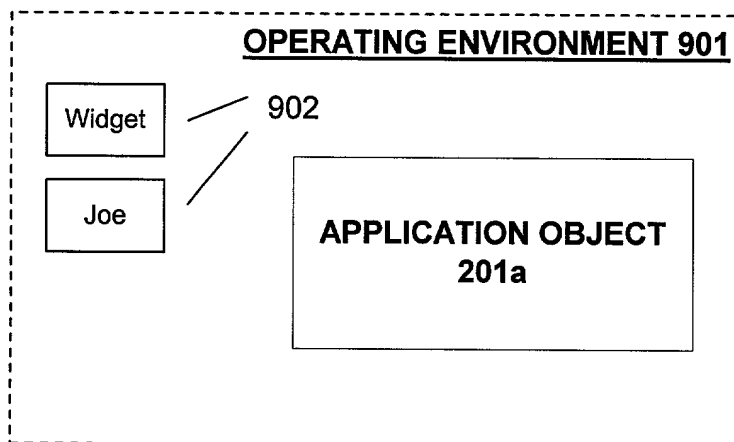 OPERATING ENVIRONMENT 901
Widget
902
Joe
APPLICATION OBJECT
201a